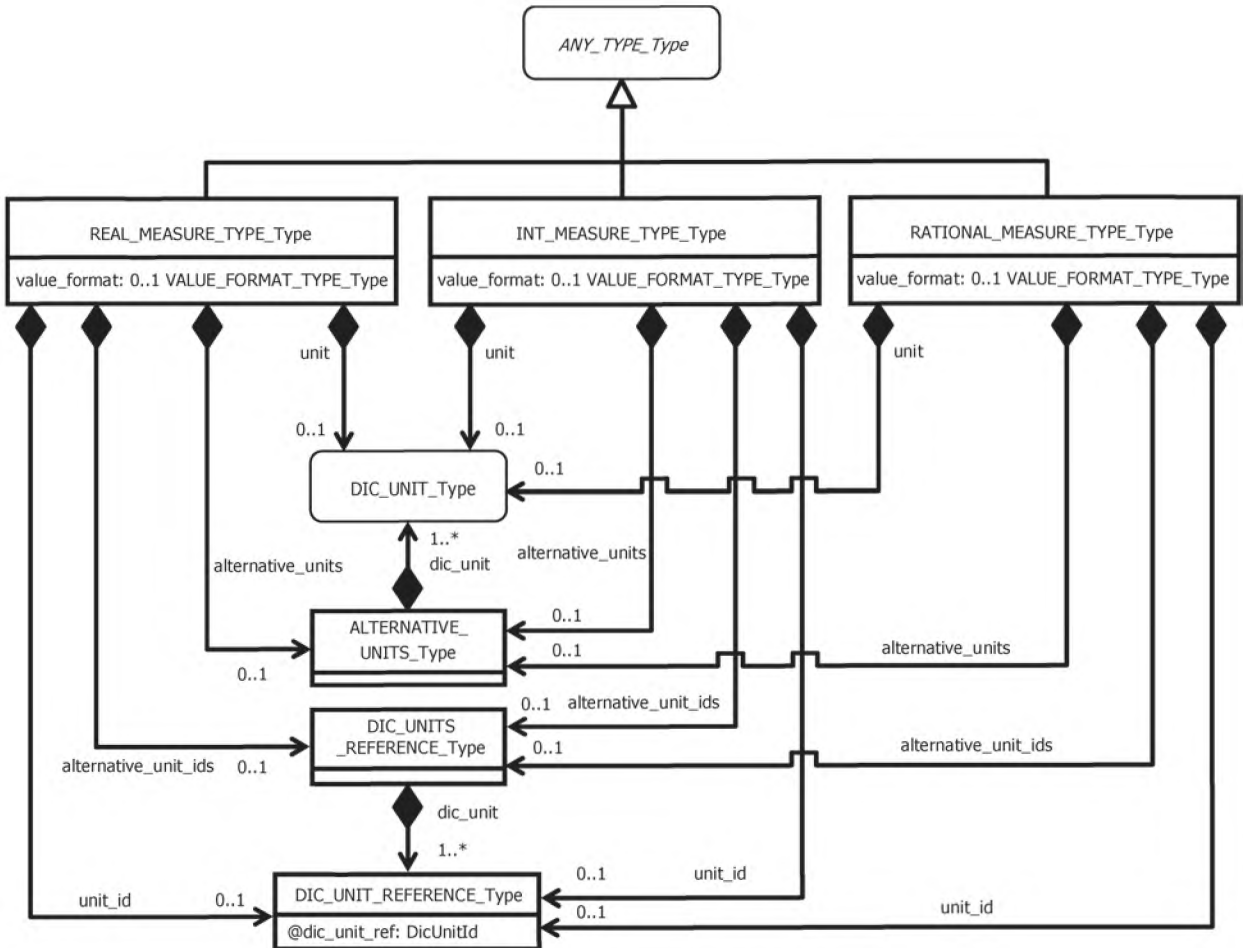 ANY_TYPE_Type
REAL_MEASURE_TYPE_Type
INT_MEASURE_TYPE_Type
RATIONAL_MEASURE_TYPE_Type
value_format: 0..1 VALUE_FORMAT_TYPE_Type
value_format: 0..1 VALUE_FORMAT_TYPE_Type
value_format: 0..1 VALUE_FORMAT_TYPE_Type
unit
unit
unit
0..1
0..1
0..1
DIC_UNIT_Type
1..*
dic_unit
alternative_units
alternative_units
0..1
ALTERNATIVE_
UNITS_Type
0..1
alternative_units
0..1
0..1
alternative_unit_ids
DIC_UNITS
_REFERENCE_Type
0..1
alternative_unit_ids
alternative_unit_ids
0..1
dic_unit
1..*
0..1
unit_id
DIC_UNIT_REFERENCE_Type
unit_id
0..1
0..1
unit_id
@dic_unit_ref: DicUnitId